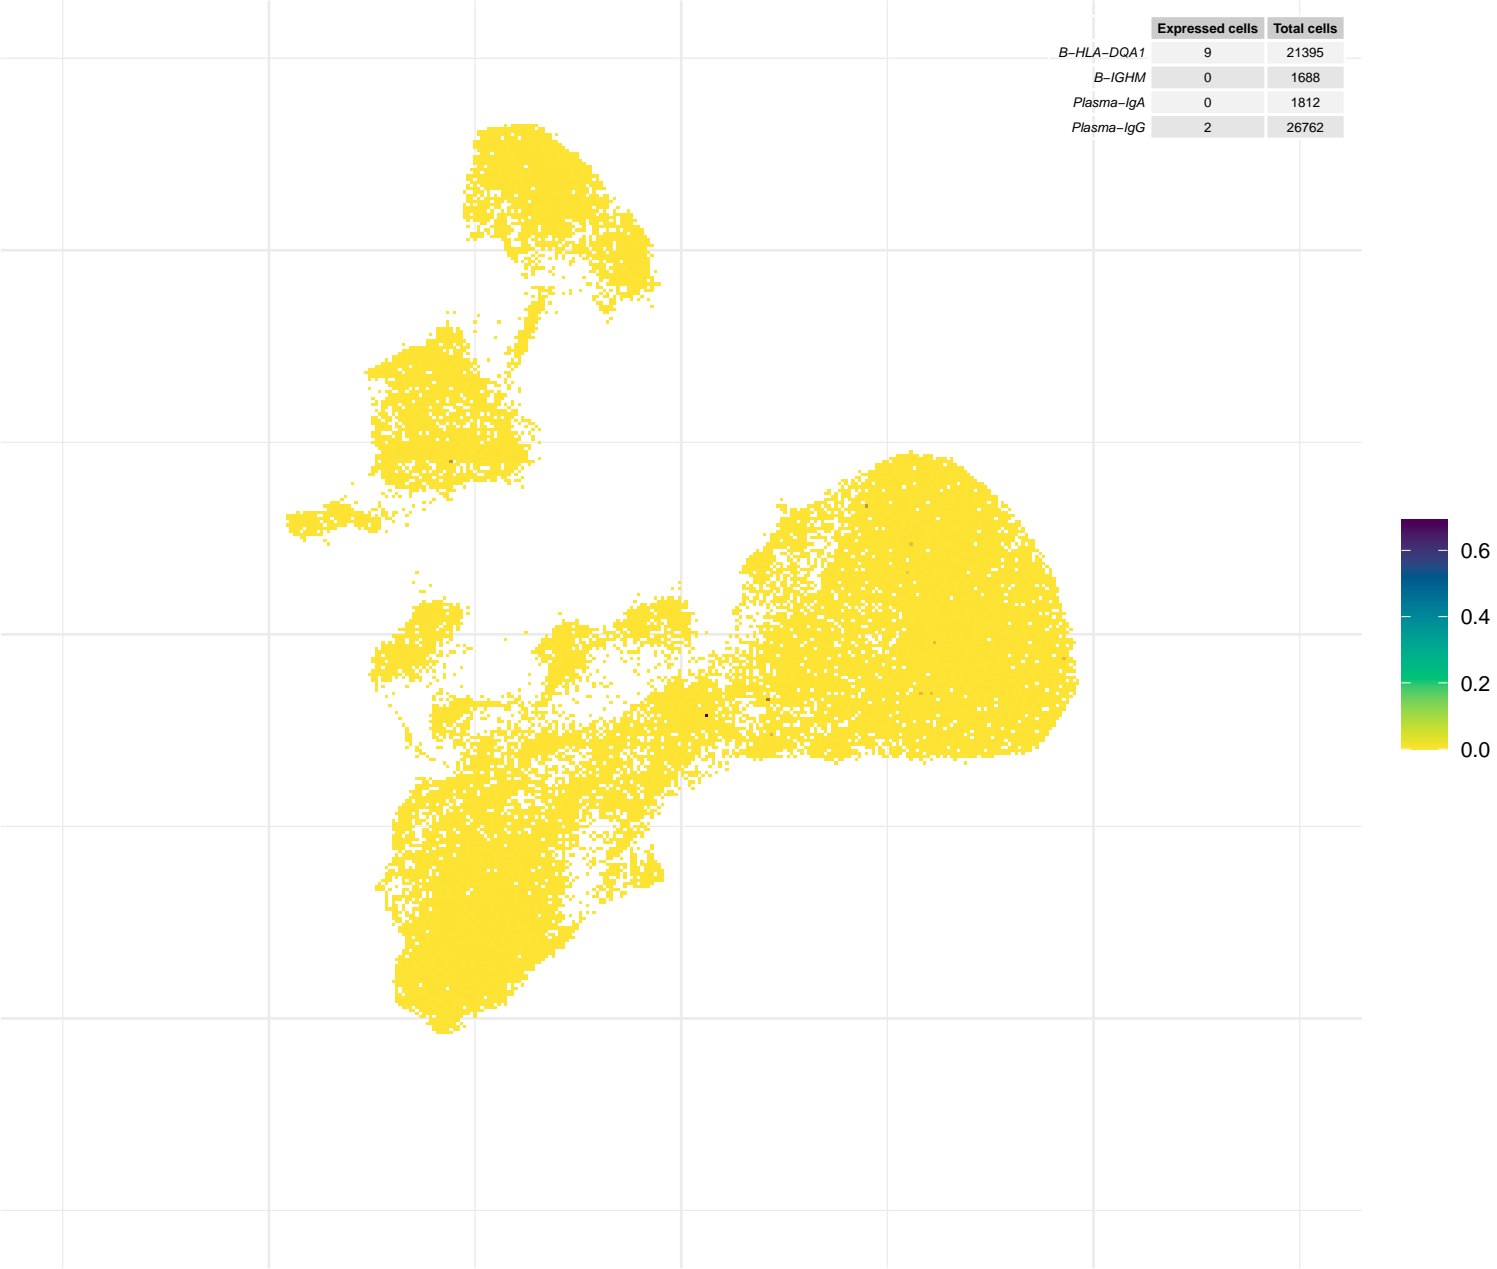 Expressed cells Total cells
B−HLA−DQA1 9 21395
B−IGHM 0 1688
Plasma−IgA 0 1812
Plasma−IgG 2 26762
0.6
0.4
0.2
0.0